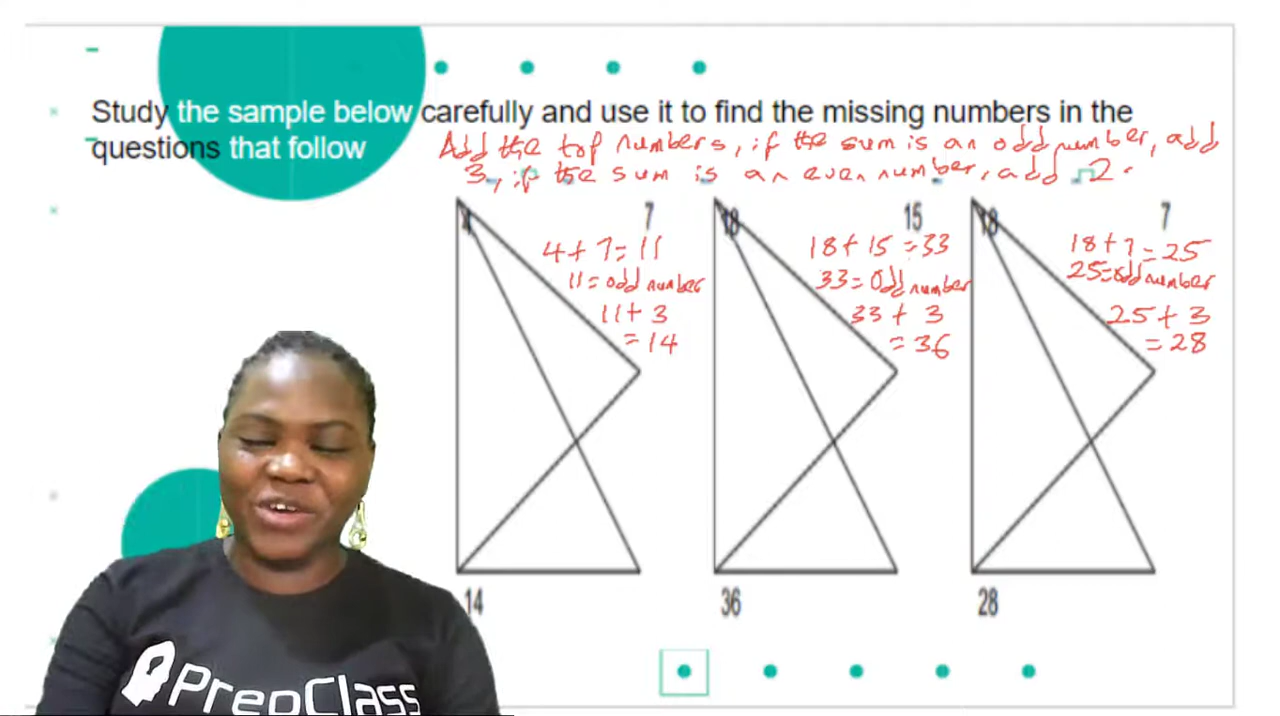 Study the sample below carefully and use it to find the missing numbers in the
questions that follow
Add the top numbers, if the sum is an odd number, add
3, if the sum is an even number, add 2.
4
7
4+7=11
11=odd number
11+3
=14
14
18
15
18+15=33
33=Odd number
33+3
=36
36
18
7
18+7=25
25=odd number
25+3
=28
28
PrepClass